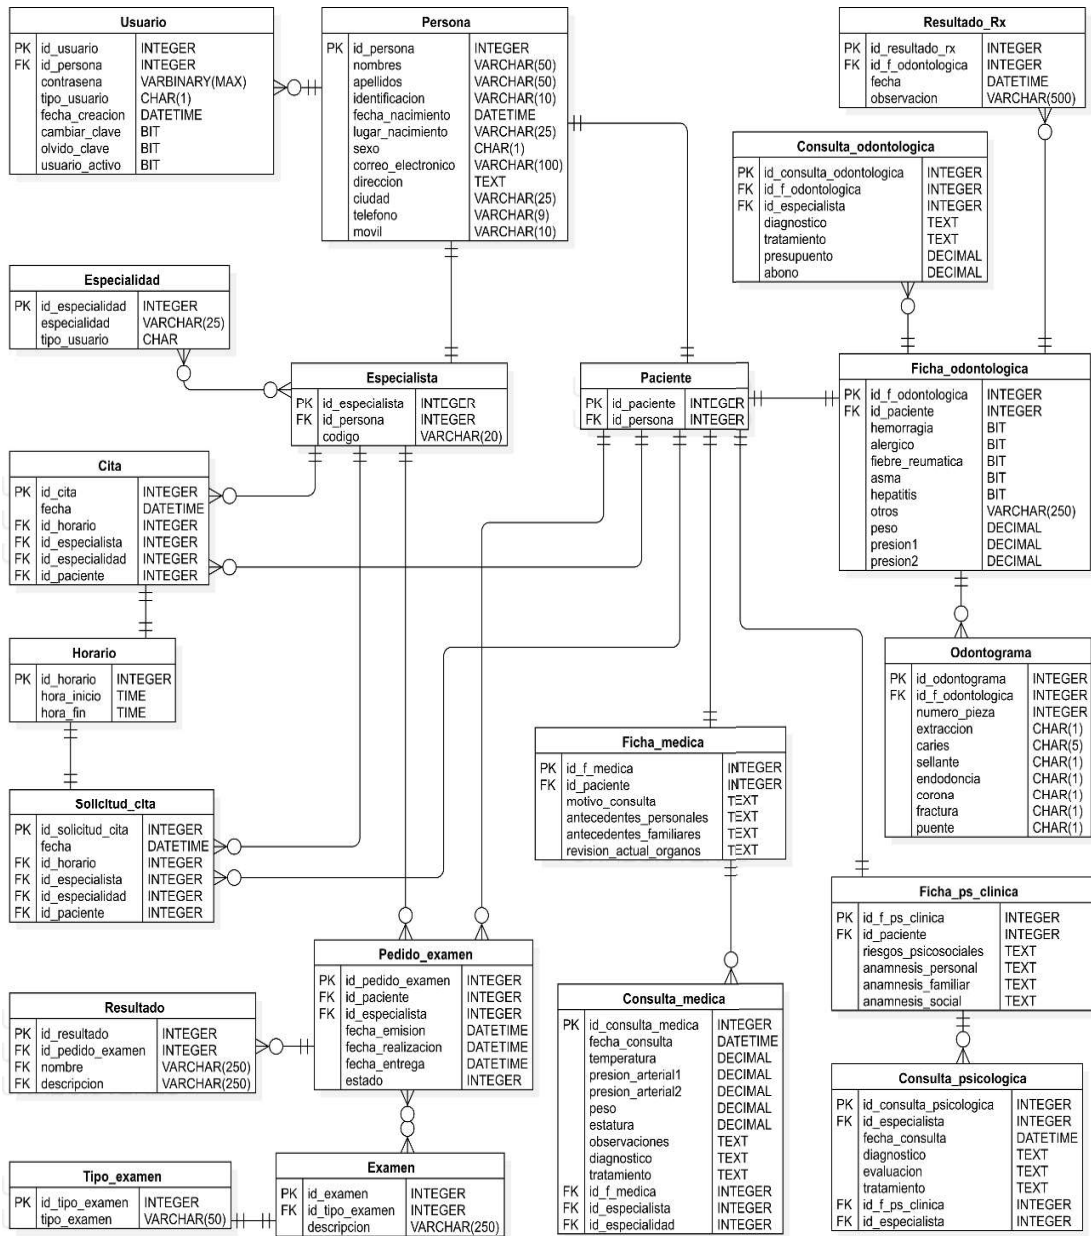 Usuario
PK id_usuario INTEGER
FK id_persona INTEGER
contrasena VARBINARY(MAX)
tipo_usuario CHAR(1)
fecha_creacion DATETIME
cambiar_clave BIT
olvido_clave BIT
usuario_activo BIT
Persona
PK id_persona INTEGER
nombres VARCHAR(50)
apellidos VARCHAR(50)
identificacion VARCHAR(10)
fecha_nacimiento DATETIME
lugar_nacimiento VARCHAR(25)
sexo CHAR(1)
correo_electronico VARCHAR(100)
direccion TEXT
ciudad VARCHAR(25)
telefono VARCHAR(9)
movil VARCHAR(10)
Resultado_Rx
PK id_resultado_rx INTEGER
FK id_f_odontologica INTEGER
fecha DATETIME
observacion VARCHAR(500)
Consulta_odontologica
PK id_consulta_odontologica INTEGER
FK id_f_odontologica INTEGER
FK id_especialista INTEGER
diagnostico TEXT
tratamiento TEXT
presupuento DECIMAL
abono DECIMAL
Especialidad
PK id_especialidad INTEGER
especialidad VARCHAR(25)
tipo_usuario CHAR
Especialista
PK id_especialista INTEGER
FK id_persona INTEGER
codigo VARCHAR(20)
Paciente
PK id_paciente INTEGER
FK id_persona INTEGER
Ficha_odontologica
PK id_f_odontologica INTEGER
FK id_paciente INTEGER
hemorragia BIT
alergico BIT
fiebre_reumatica BIT
asma BIT
hepatitis BIT
otros VARCHAR(250)
peso DECIMAL
presion1 DECIMAL
presion2 DECIMAL
Cita
PK id_cita INTEGER
fecha DATETIME
FK id_horario INTEGER
FK id_especialista INTEGER
FK id_especialidad INTEGER
FK id_paciente INTEGER
Horario
PK id_horario INTEGER
hora_inicio TIME
hora_fin TIME
Odontograma
PK id_odontograma INTEGER
FK id_f_odontologica INTEGER
numero_pieza INTEGER
extraccion CHAR(1)
caries CHAR(5)
sellante CHAR(1)
endodoncia CHAR(1)
corona CHAR(1)
fractura CHAR(1)
puente CHAR(1)
Ficha_medica
PK id_f_medica INTEGER
FK id_paciente INTEGER
motivo_consulta TEXT
antecedentes_personales TEXT
antecedentes_familiares TEXT
revision_actual_organos TEXT
Solicitud_cita
PK id_solicitud_cita INTEGER
fecha DATETIME
FK id_horario INTEGER
FK id_especialista INTEGER
FK id_especialidad INTEGER
FK id_paciente INTEGER
Ficha_ps_clinica
PK id_f_ps_clinica INTEGER
FK id_paciente INTEGER
riesgos_psicosociales TEXT
anamnesis_personal TEXT
anamnesis_familiar TEXT
anamnesis_social TEXT
Pedido_examen
PK id_pedido_examen INTEGER
FK id_paciente INTEGER
FK id_especialista INTEGER
fecha_emision DATETIME
fecha_realizacion DATETIME
fecha_entrega DATETIME
estado INTEGER
Resultado
PK id_resultado INTEGER
FK id_pedido_examen INTEGER
FK nombre VARCHAR(250)
FK descripcion VARCHAR(250)
Consulta_medica
PK id_consulta_medica INTEGER
fecha_consulta DATETIME
temperatura DECIMAL
presion_arterial1 DECIMAL
presion_arterial2 DECIMAL
peso DECIMAL
estatura DECIMAL
observaciones TEXT
diagnostico TEXT
tratamiento TEXT
FK id_f_medica INTEGER
FK id_especialista INTEGER
FK id_especialidad INTEGER
Consulta_psicologica
PK id_consulta_psicologica INTEGER
FK id_especialista INTEGER
fecha_consulta DATETIME
diagnostico TEXT
evaluacion TEXT
tratamiento TEXT
FK id_f_ps_clinica INTEGER
FK id_especialista INTEGER
Tipo_examen
PK id_tipo_examen INTEGER
tipo_examen VARCHAR(50)
Examen
PK id_examen INTEGER
FK id_tipo_examen INTEGER
descripcion VARCHAR(250)